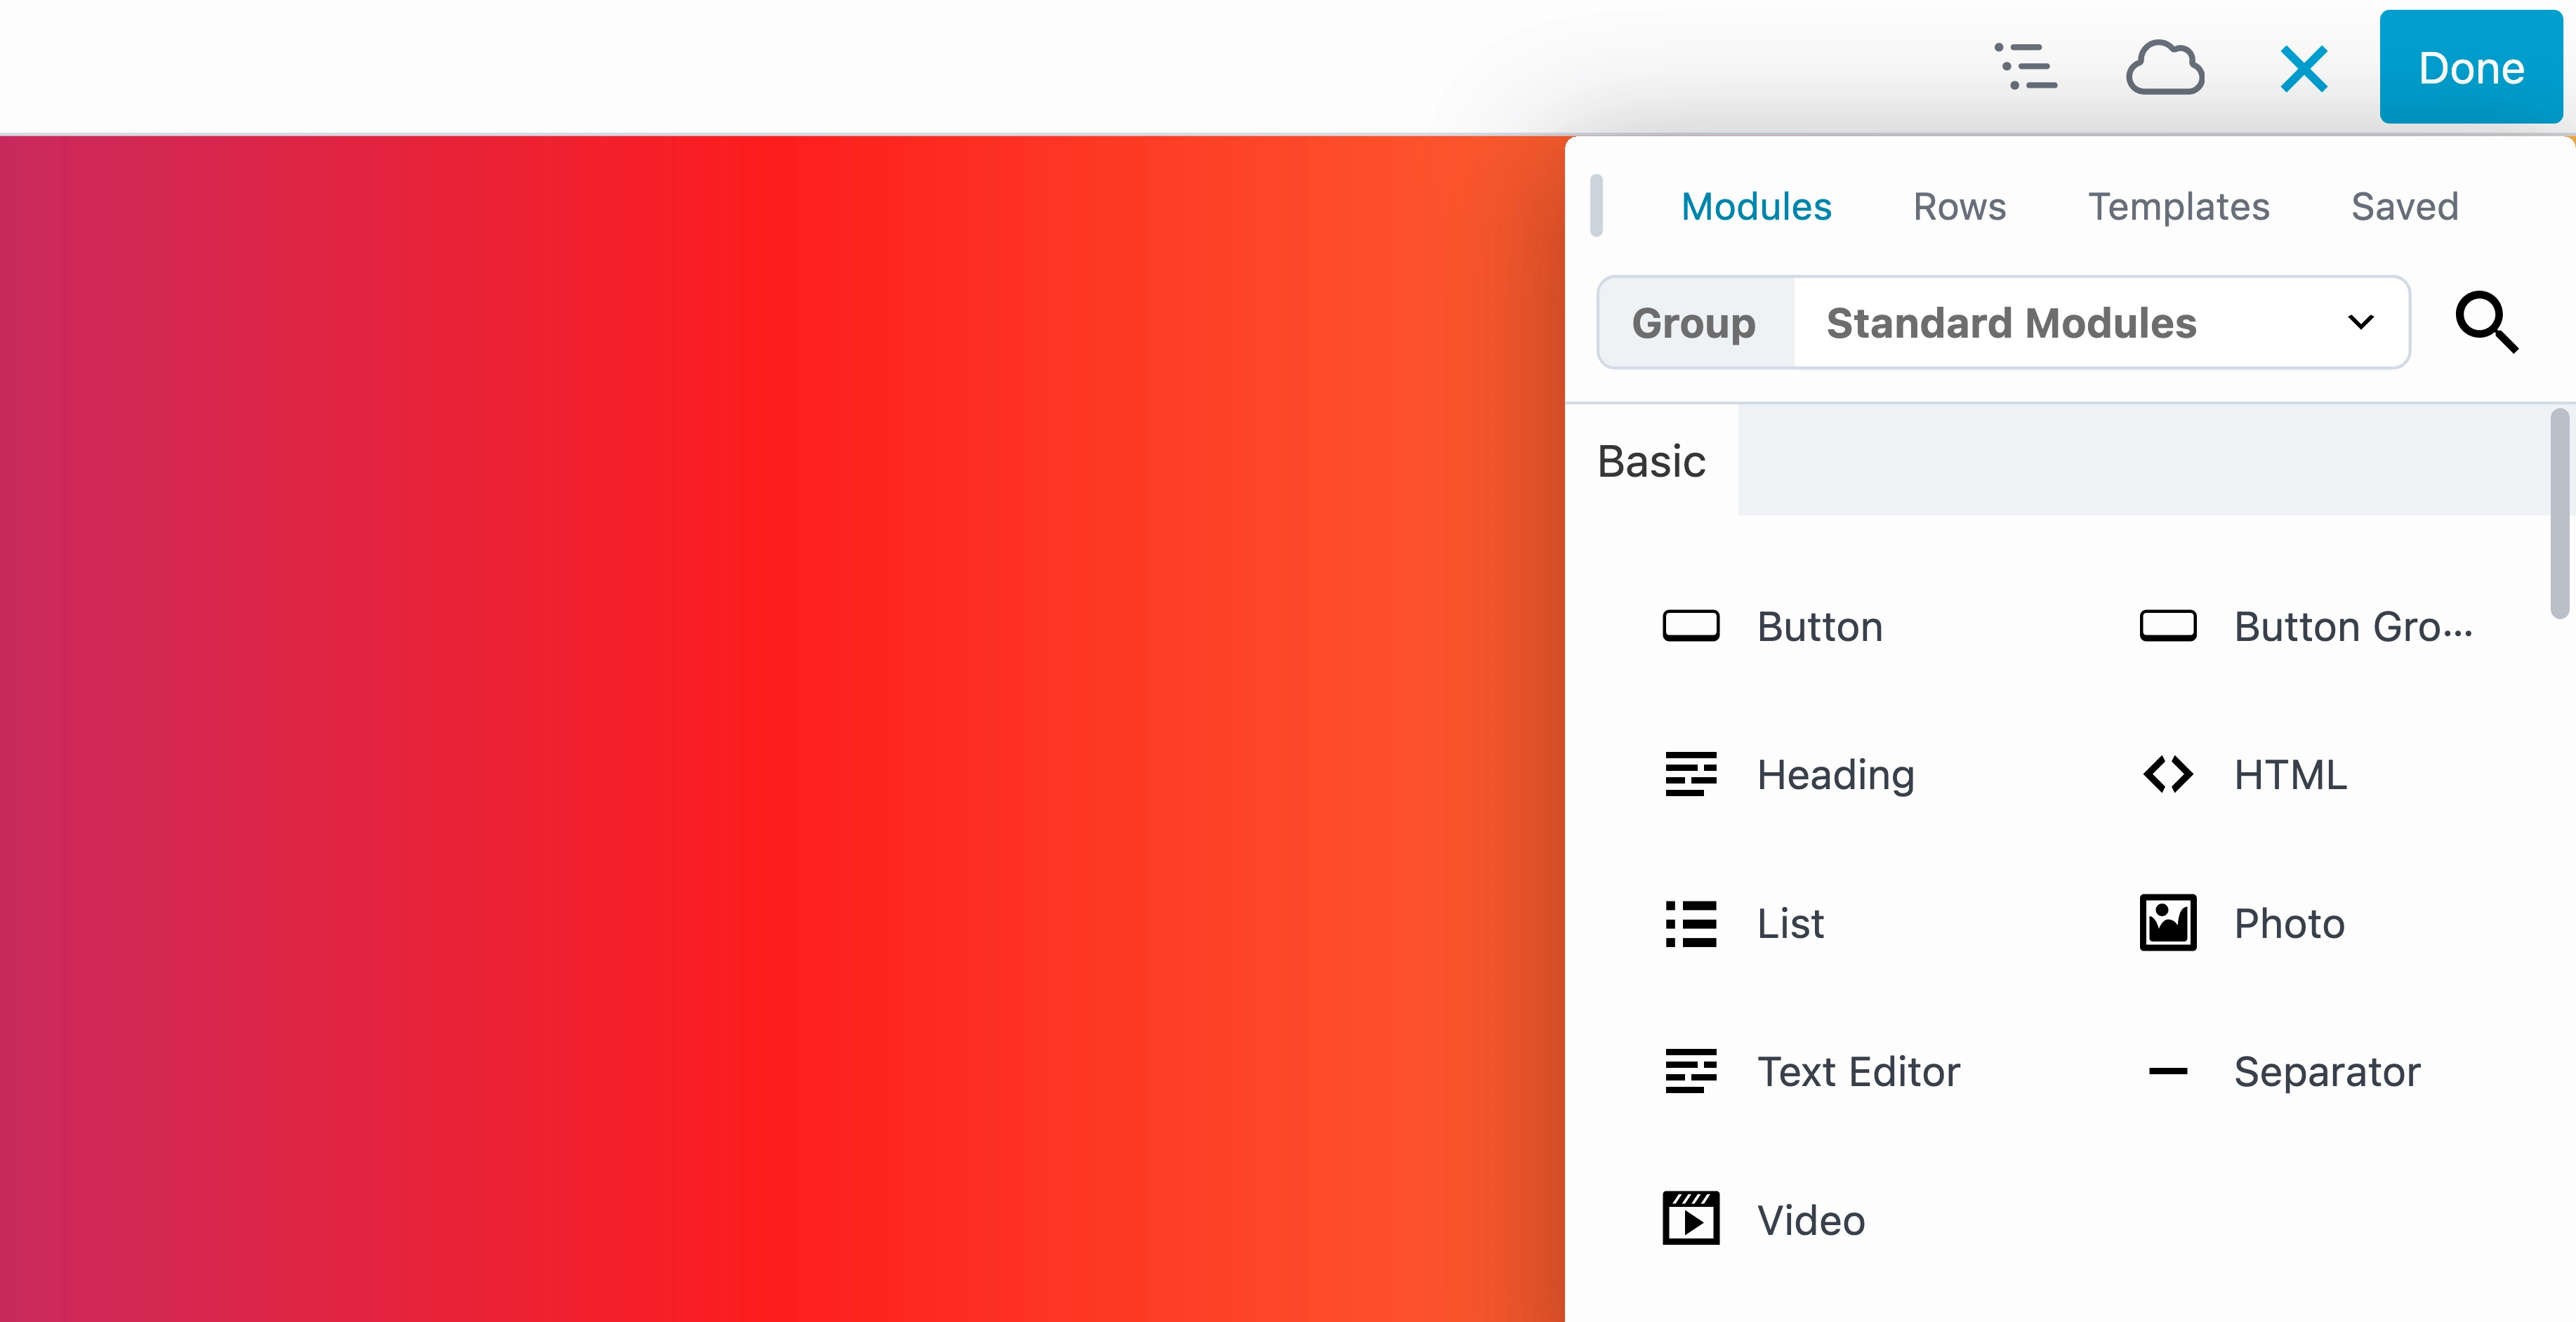 Done
Modules Rows Templates Saved
Group Standard Modules
Basic
Button Button Gro...
Heading HTML
List Photo
Text Editor Separator
Video